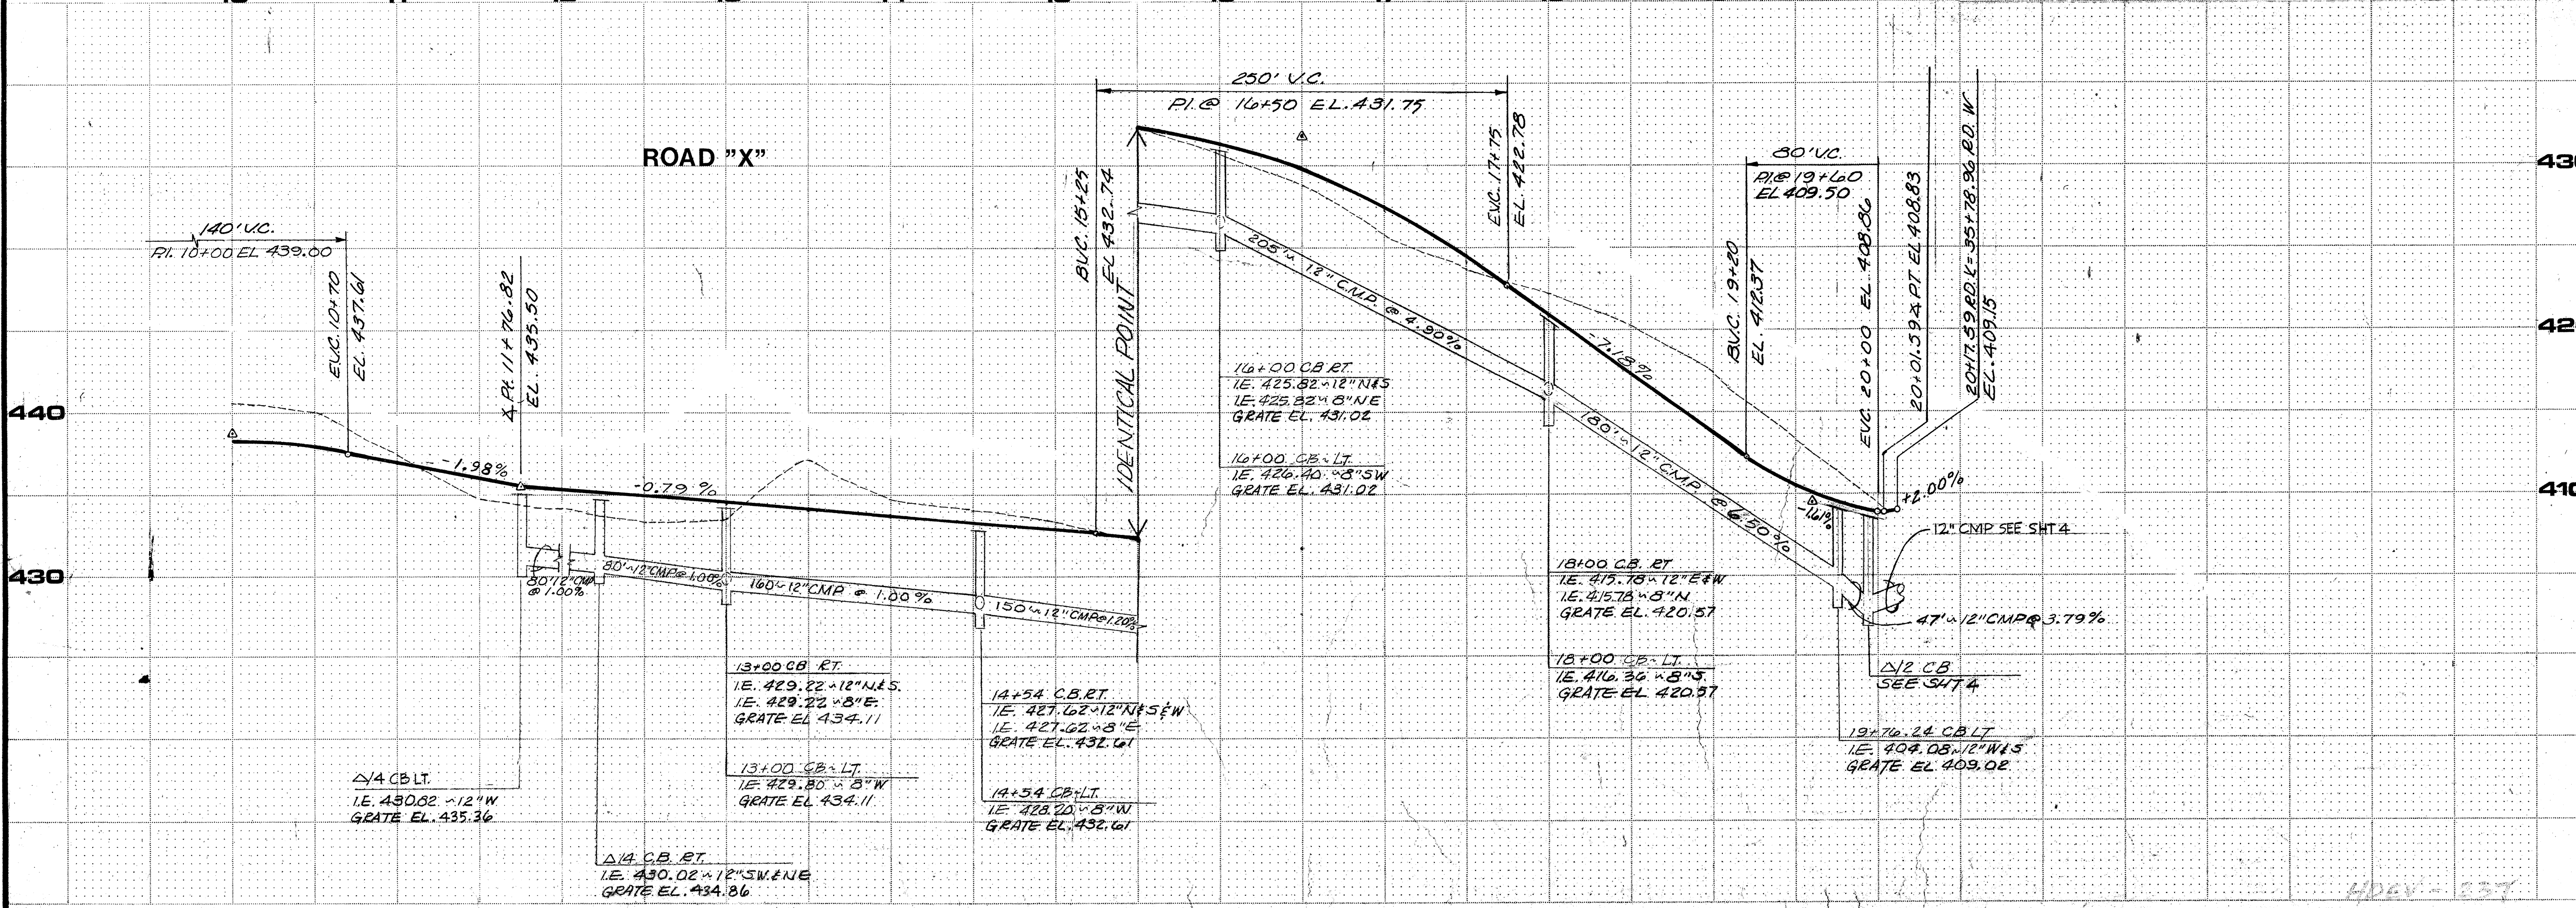 ROAD "X"
140' V.C.
P.I. 10+00 EL 439.00
E.V.C. 10+70
EL. 437.61
∡ Pt. 11+76.82
EL. 435.50
-1.98%
-0.79 %
440
430
80' 12" CMP
@ 1.00%
80' ~ 12" CMP @ 1.00%
160 ~ 12" CMP @ 1.00%
150 ~ 12" CMP @ 1.20%
△/4 CB LT.
I.E. 430.82 ~ 12" W
GRATE EL. 435.36
△/4 C.B. RT.
I.E. 430.02 ~ 12" SW. & NE
GRATE EL. 434.86
13+00 CB RT.
I.E. 429.22 ~ 12" N. & S.
I.E. 429.22 ~ 8" E.
GRATE EL 434.11
13+00 CB ~ LT.
I.E. 429.80 ~ 8" W
GRATE EL 434.11
14+54 C.B. RT.
I.E. 427.62 ~ 12" N & S & W
I.E. 427.62 ~ 8" E
GRATE EL. 432.61
14+54 CB ~ LT.
I.E. 428.20 ~ 8" W
GRATE EL. 432.61
250' V.C.
P.I. @ 16+50 EL. 431.75
BVC. 15+25
EL 432.74
IDENTICAL POINT
EVC. 17+75
EL. 422.78
205' ~ 12" C.M.P. @ 4.90%
-7.18%
180' ~ 12" C.M.P. @ 6.50%
16+00 CB RT.
I.E. 425.82 ~ 12" N & S
I.E. 425.82 ~ 8" NE
GRATE EL. 431.02
16+00 CB ~ LT.
I.E. 426.40 ~ 8" SW
GRATE EL. 431.02
18+00 C.B. RT
I.E. 415.78 ~ 12" E & W
I.E. 415.78 ~ 8" N
GRATE EL. 420.57
18+00 CB ~ LT.
I.E. 416.36 ~ 8" S.
GRATE EL 420.57
80' V.C.
P.I. @ 19+60
EL 409.50
BVC. 19+20
EL. 412.37
EVC. 20+00 EL. 408.86
20+01.59 ∡ PT EL 408.83
20+17.59 RD. X = 35+78.96 RD. W
EL. 409.15
-1.61%
+2.00%
12" CMP SEE SHT 4
47' ~ 12" CMP @ 3.79%
△/2 CB
SEE SHT 4
19+76.24 CB LT
I.E. 404.08 ~ 12" W & S
GRATE EL 409.02